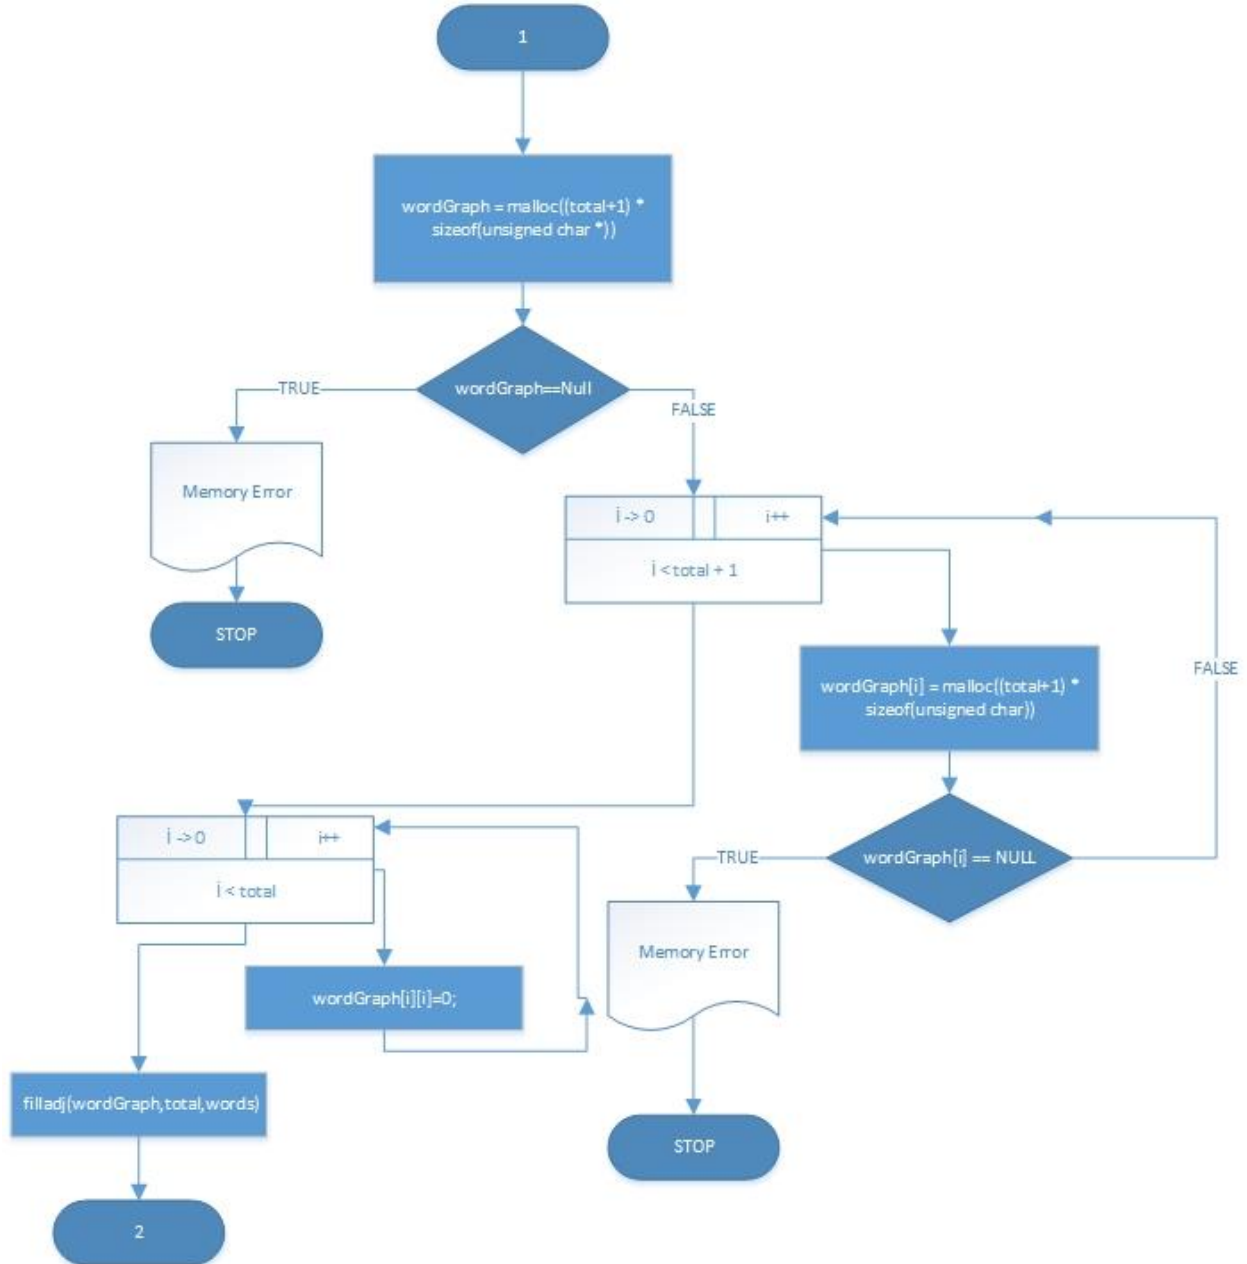 1
wordGraph = malloc((total+1) *
sizeof(unsigned char *))
wordGraph==Null
TRUE
FALSE
Memory Error
STOP
i -> 0
i++
i < total + 1
wordGraph[i] = malloc((total+1) *
sizeof(unsigned char))
FALSE
wordGraph[i] == NULL
TRUE
Memory Error
STOP
i -> 0
i++
i < total
wordGraph[i][i]=0;
filladj(wordGraph,total,words)
2